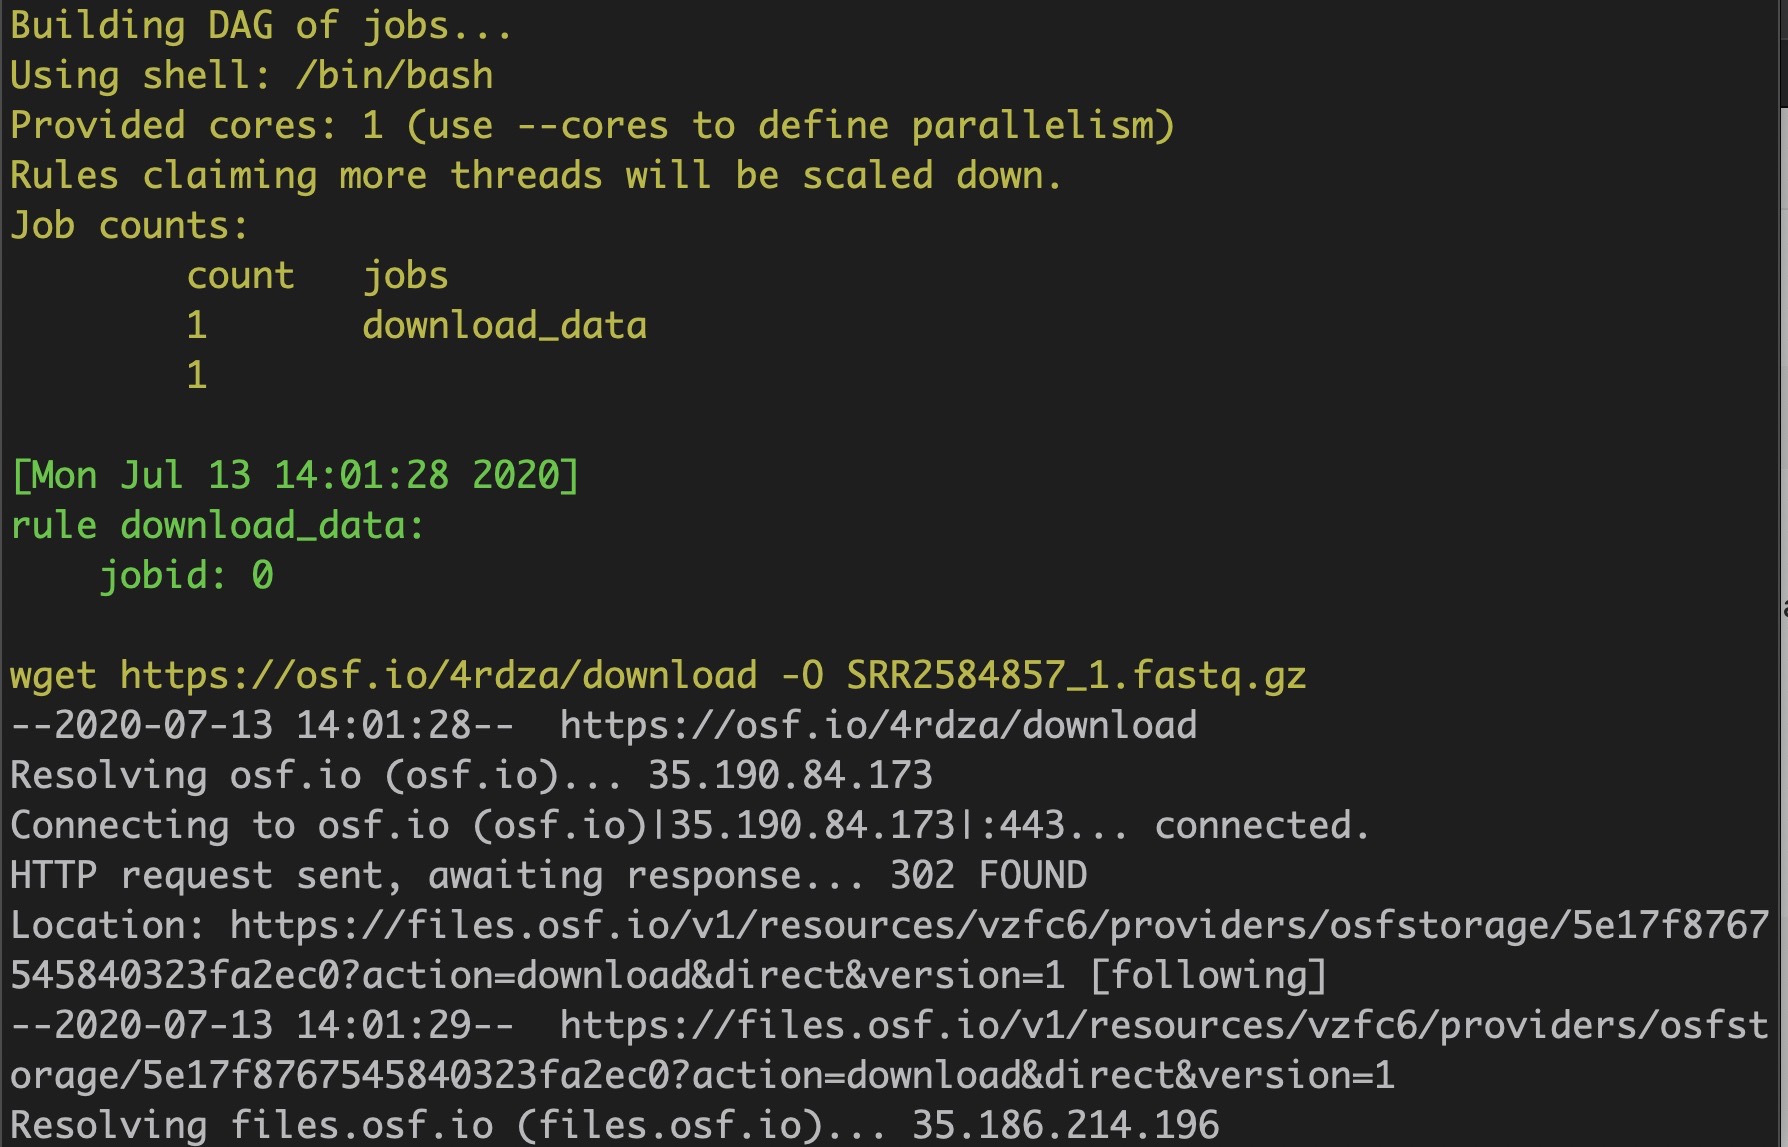 Building DAG of jobs...
Using shell: /bin/bash
Provided cores: 1 (use --cores to define parallelism)
Rules claiming more threads will be scaled down.
Job counts:
        count   jobs
        1       download_data
        1
[Mon Jul 13 14:01:28 2020]
rule download_data:
    jobid: 0
wget https://osf.io/4rdza/download -O SRR2584857_1.fastq.gz
--2020-07-13 14:01:28--  https://osf.io/4rdza/download
Resolving osf.io (osf.io)... 35.190.84.173
Connecting to osf.io (osf.io)|35.190.84.173|:443... connected.
HTTP request sent, awaiting response... 302 FOUND
Location: https://files.osf.io/v1/resources/vzfc6/providers/osfstorage/5e17f8767
545840323fa2ec0?action=download&direct&version=1 [following]
--2020-07-13 14:01:29--  https://files.osf.io/v1/resources/vzfc6/providers/osfst
orage/5e17f8767545840323fa2ec0?action=download&direct&version=1
Resolving files.osf.io (files.osf.io)... 35.186.214.196